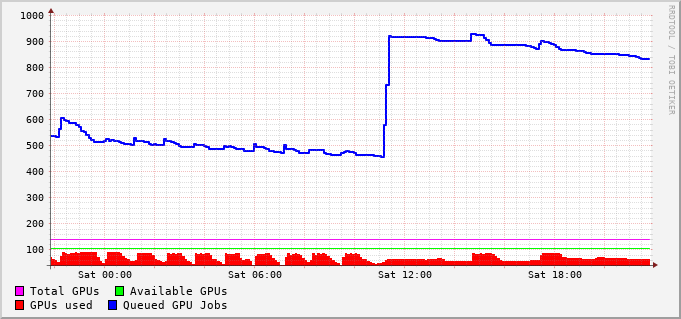 1000
900
800
700
600
500
400
300
200
100
Sat 00:00 Sat 06:00 Sat 12:00 Sat 18:00
Total GPUs Available GPUs
GPUs used Queued GPU Jobs
RRDTOOL / TOBI OETIKER